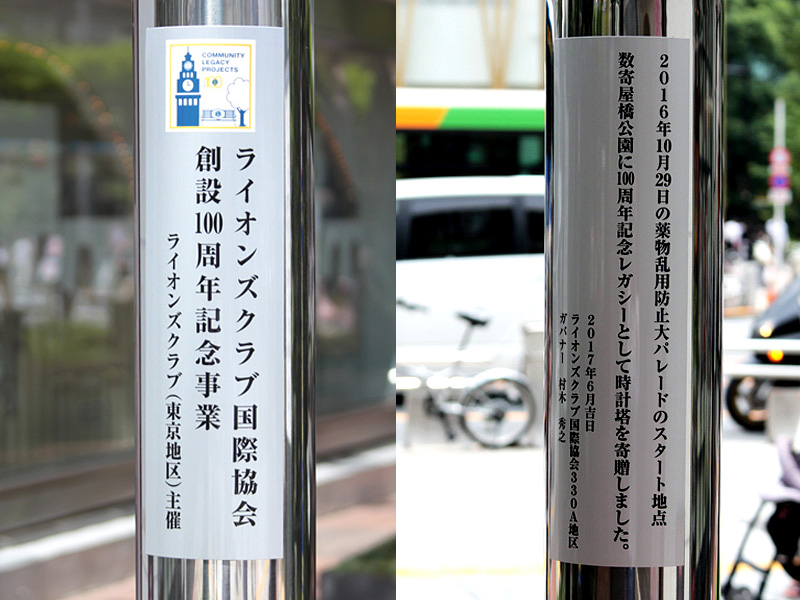 COMMUNITY
LEGACY
PROJECTS
ライオンズクラブ国際協会
創設100周年記念事業
ライオンズクラブ(東京地区)主催
2016年10月29日の薬物乱用防止大パレードのスタート地点
数寄屋橋公園に100周年記念レガシーとして時計塔を寄贈しました。
2017年6月吉日
ライオンズクラブ国際協会330A地区
ガバナー 村木 秀之